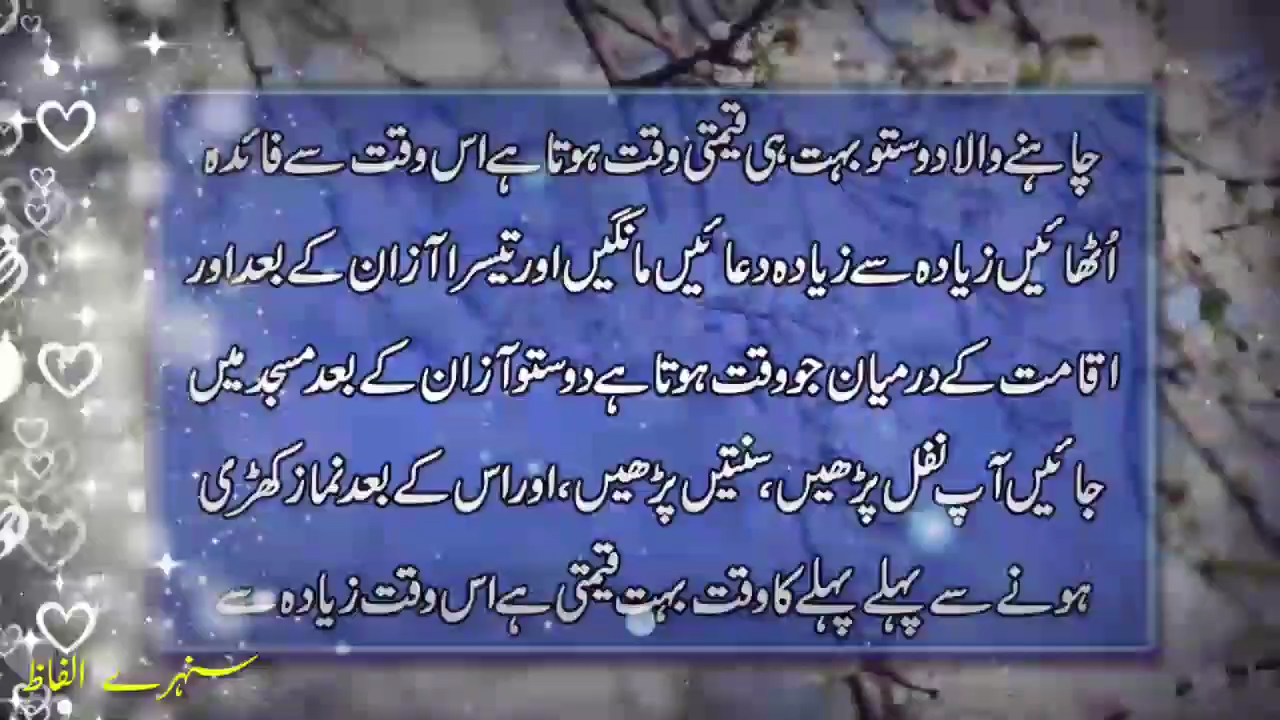 چاہنے والا دوستو بہت ہی قیمتی وقت ہوتا ہے اس وقت سے فائدہ
اُٹھائیں زیادہ سے زیادہ دعائیں مانگیں اور تیسرا آزان کے بعد اور
اقامت کے درمیان جو وقت ہوتا ہے دوستو آزان کے بعد مسجد میں
جائیں آپ نفل پڑھیں، سنتیں پڑھیں، اور اس کے بعد نماز کھڑی
ہونے سے پہلے پہلے کا وقت بہت قیمتی ہے اس وقت زیادہ سے
سنہرے الفاظ